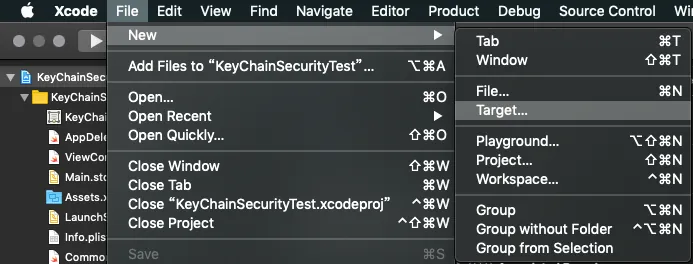 Xcode File Edit View Find Navigate Editor Product Debug Source Control Wi
New
Add Files to “KeyChainSecurityTest”... ⌥⌘A
Open... ⌘O
Open Recent
Open Quickly... ⇧⌘O
Close Window ⇧⌘W
Close Tab ⌘W
Close “KeyChainSecurityTest.xcodeproj” ^⌘W
Close Project ^⇧⌘W
Save ⌘S
Tab ⌘T
Window ⇧⌘T
File... ⌘N
Target...
Playground... ⌥⇧⌘N
Project... ⇧⌘N
Workspace... ^⌘N
Group ⌥⌘N
Group without Folder ^⌥⌘N
Group from Selection
KeyChainSec
KeyChainS
KeyChai
AppDele
ViewCon
Main.sto
Assets.x
LaunchS
Info.plis
Commo